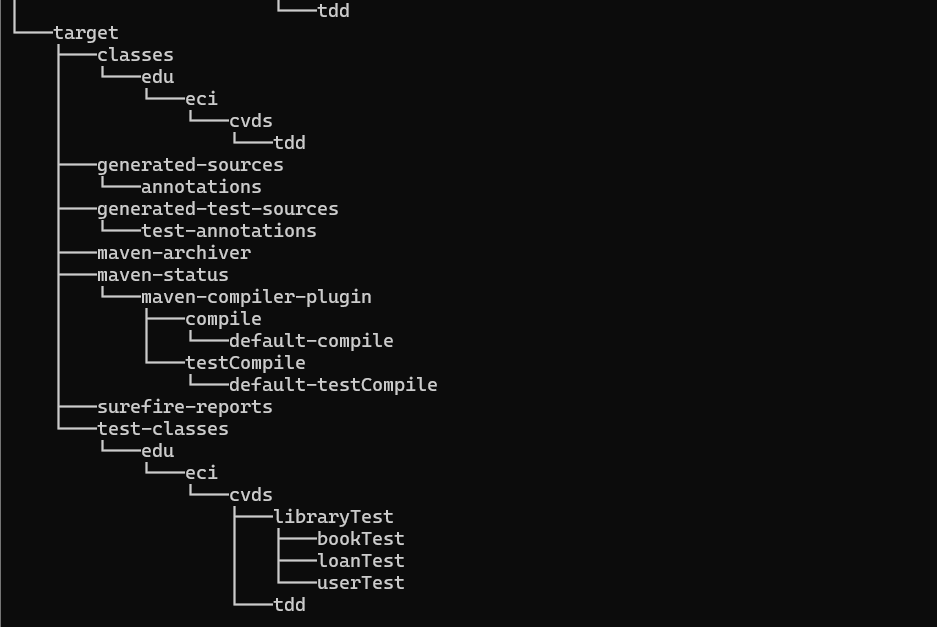 tdd
target
classes
edu
eci
cvds
tdd
generated-sources
annotations
generated-test-sources
test-annotations
maven-archiver
maven-status
maven-compiler-plugin
compile
default-compile
testCompile
default-testCompile
surefire-reports
test-classes
edu
eci
cvds
libraryTest
bookTest
loanTest
userTest
tdd